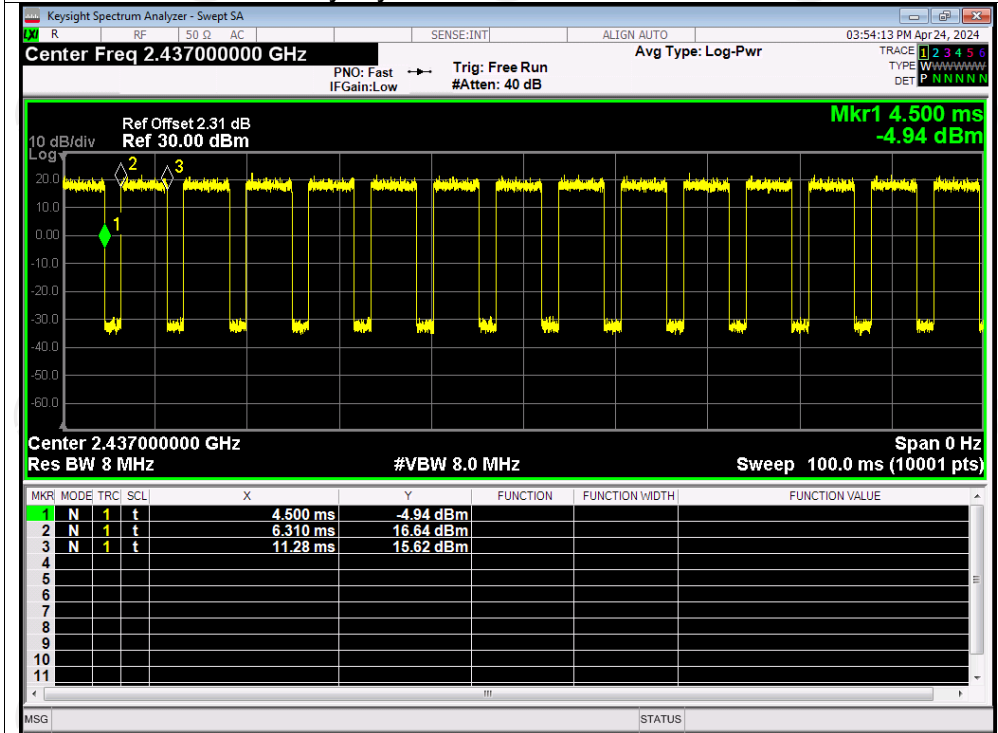 Keysight Spectrum Analyzer - Swept SA
LXI R RF 50 Ω AC SENSE:INT ALIGN AUTO 03:54:13 PM Apr 24, 2024
Center Freq 2.437000000 GHz Avg Type: Log-Pwr TRACE 1 2 3 4 5 6
PNO: Fast Trig: Free Run TYPE WWWWWW
IFGain:Low #Atten: 40 dB DET P N N N N N
Mkr1 4.500 ms
Ref Offset 2.31 dB
10 dB/div Ref 30.00 dBm -4.94 dBm
Log
2 3
20.0
10.0
1
0.00
-10.0
-20.0
-30.0
-40.0
-50.0
-60.0
Center 2.437000000 GHz Span 0 Hz
Res BW 8 MHz #VBW 8.0 MHz Sweep 100.0 ms (10001 pts)
MKR MODE TRC SCL X Y FUNCTION FUNCTION WIDTH FUNCTION VALUE
1 N 1 t 4.500 ms -4.94 dBm
2 N 1 t 6.310 ms 16.64 dBm
3 N 1 t 11.28 ms 15.62 dBm
4
5
6
7
8
9
10
11
MSG STATUS